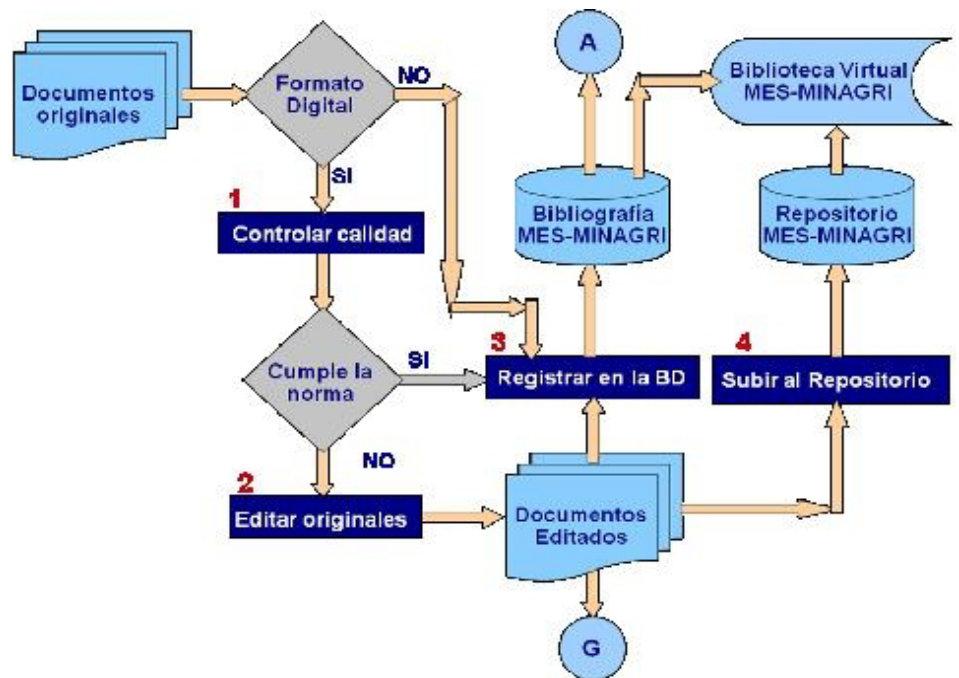 A
Documentos
originales
Formato
Digital
NO
Biblioteca Virtual
MES-MINAGRI
SI
1
Controlar calidad
Bibliografía
MES-MINAGRI
Repositorio
MES-MINAGRI
Cumple la
norma
SI
3
Registrar en la BD
4
Subir al Repositorio
NO
2
Editar originales
Documentos
Editados
G